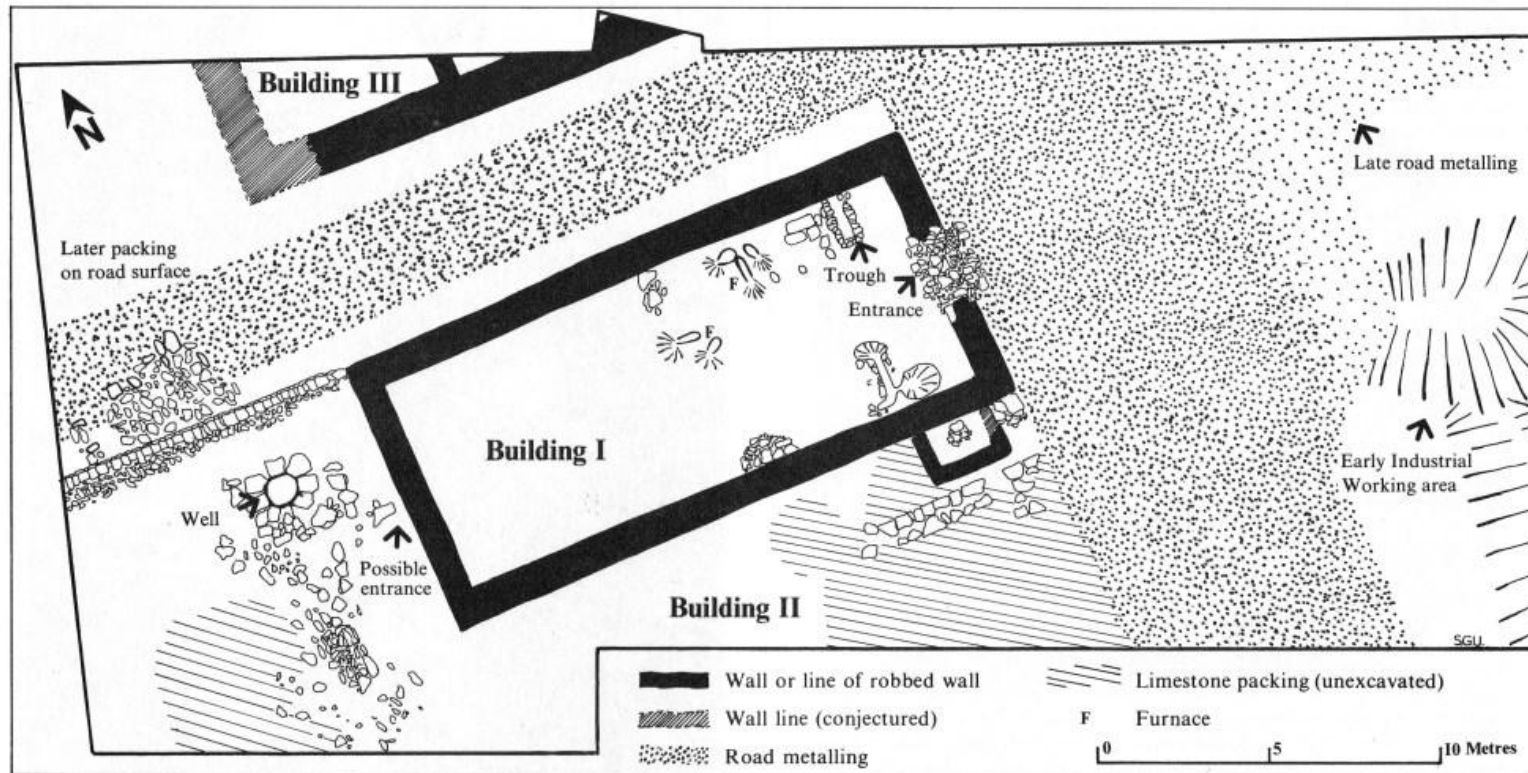 Building III
N
Later packing
on road surface
Late road metalling
Trough
F
Entrance
F
Building I
Well
Possible
entrance
Early Industrial
Working area
Building II
SGU.
Wall or line of robbed wall
Limestone packing (unexcavated)
Wall line (conjectured)
F Furnace
Road metalling
0 5 10 Metres